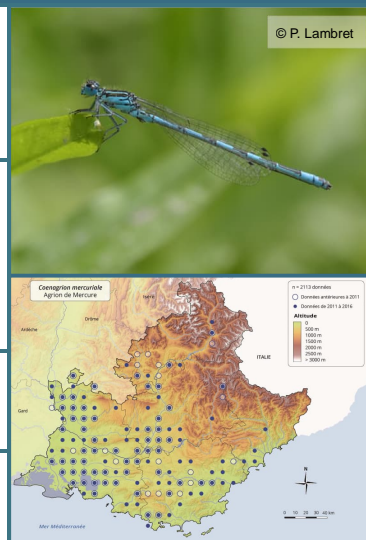 © P. Lambret
Coenagrion mercuriale
Agrion de Mercure
n = 2113 données
Données antérieures à 2011
Données de 2011 à 2016
Altitude
0
500 m
1000 m
1500 m
2000 m
2500 m
> 3000 m
Isère
Drôme
Ardèche
ITALIE
Gard
N
Mer Méditerranée
0 10 20 30 40 km